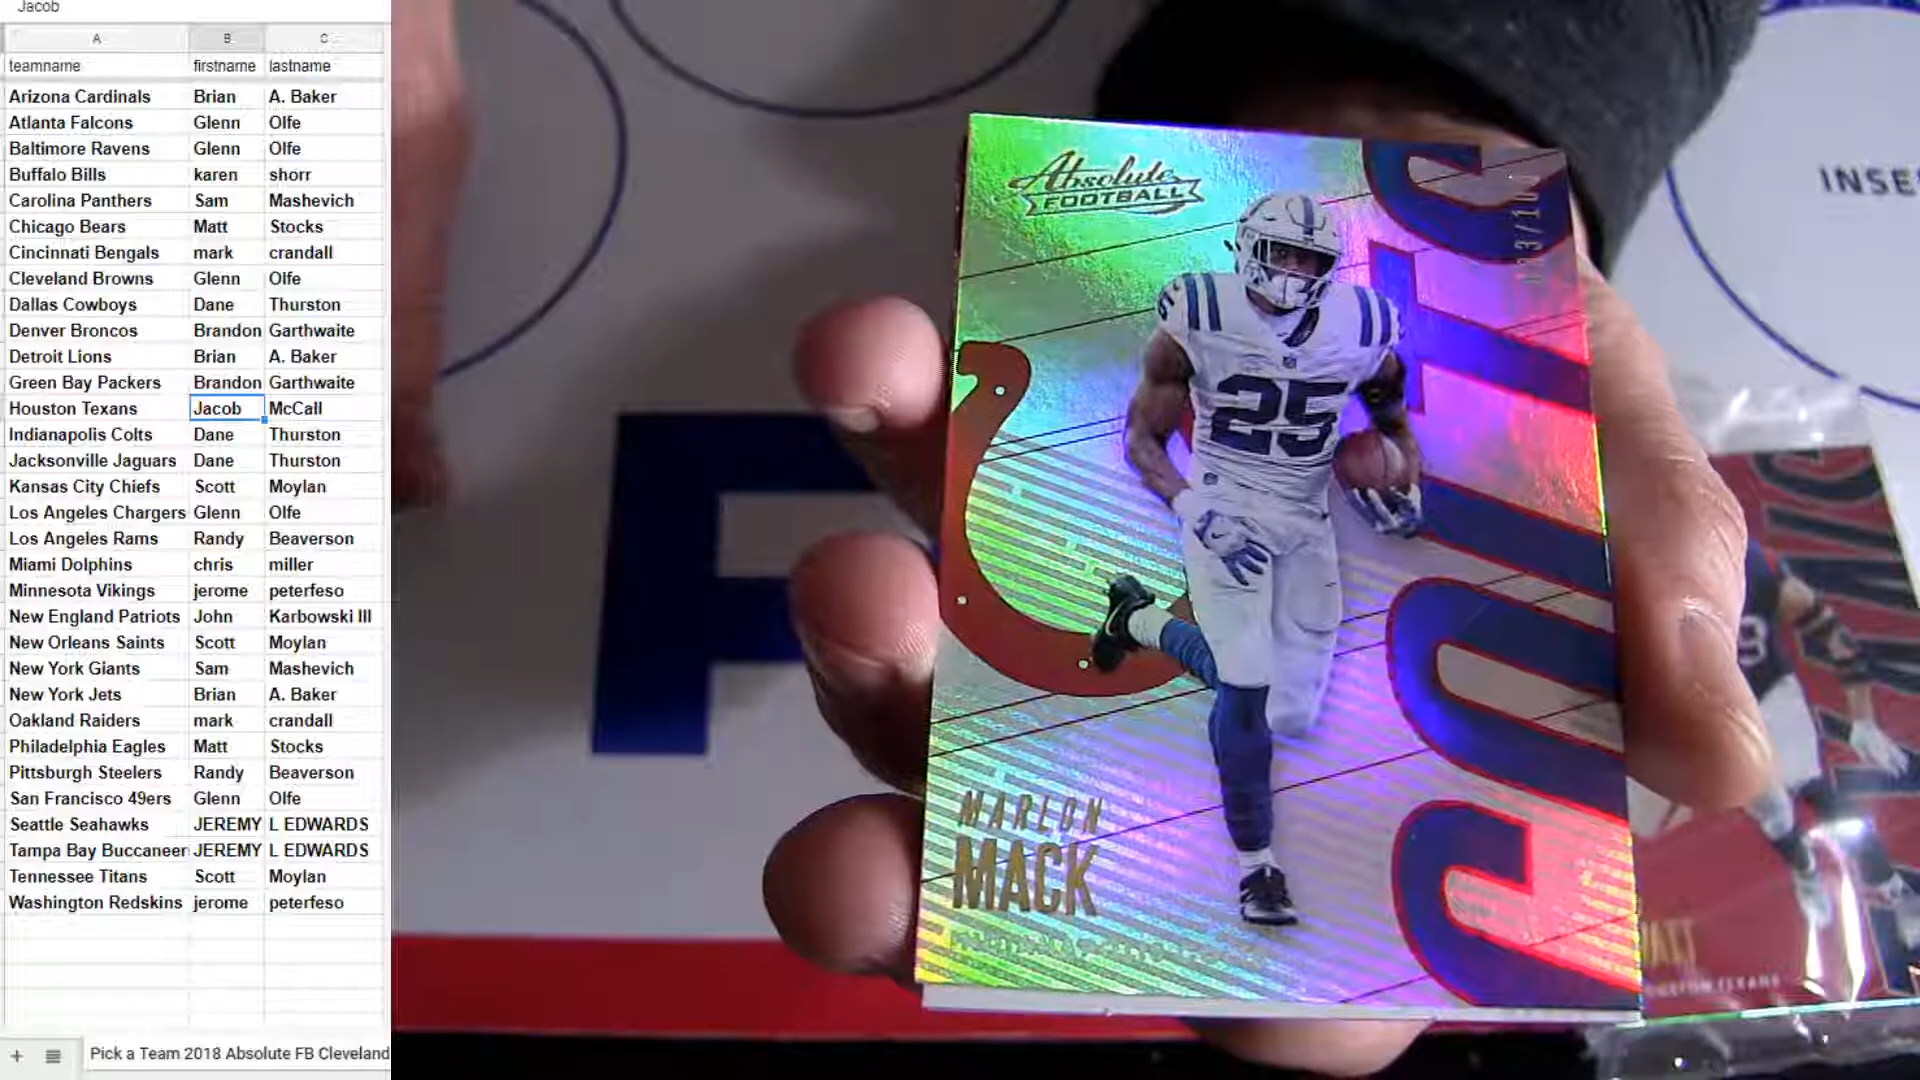 Jacob
A B C
teamname firstname lastname
Arizona Cardinals Brian A. Baker
Atlanta Falcons Glenn Olfe
Baltimore Ravens Glenn Olfe
Buffalo Bills karen shorr
Carolina Panthers Sam Mashevich
Chicago Bears Matt Stocks
Cincinnati Bengals mark crandall
Cleveland Browns Glenn Olfe
Dallas Cowboys Dane Thurston
Denver Broncos Brandon Garthwaite
Detroit Lions Brian A. Baker
Green Bay Packers Brandon Garthwaite
Houston Texans Jacob McCall
Indianapolis Colts Dane Thurston
Jacksonville Jaguars Dane Thurston
Kansas City Chiefs Scott Moylan
Los Angeles Chargers Glenn Olfe
Los Angeles Rams Randy Beaverson
Miami Dolphins chris miller
Minnesota Vikings jerome peterfeso
New England Patriots John Karbowski III
New Orleans Saints Scott Moylan
New York Giants Sam Mashevich
New York Jets Brian A. Baker
Oakland Raiders mark crandall
Philadelphia Eagles Matt Stocks
Pittsburgh Steelers Randy Beaverson
San Francisco 49ers Glenn Olfe
Seattle Seahawks JEREMY L EDWARDS
Tampa Bay Buccaneer JEREMY L EDWARDS
Tennessee Titans Scott Moylan
Washington Redskins jerome peterfeso
Pick a Team 2018 Absolute FB Cleveland
Absolute
FOOTBALL
25
MARLON
MACK
COLTS
INSE